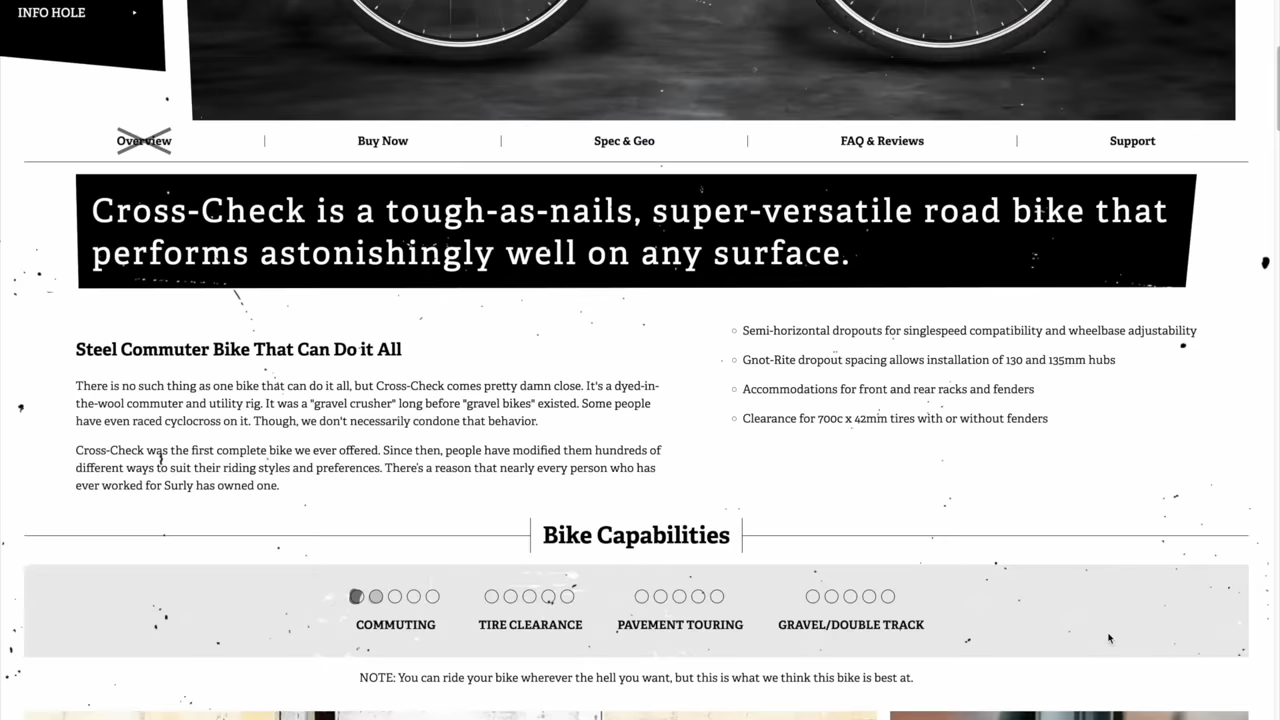 INFO HOLE
Overview
Buy Now
Spec & Geo
FAQ & Reviews
Support
Cross-Check is a tough-as-nails, super-versatile road bike that
performs astonishingly well on any surface.
Steel Commuter Bike That Can Do it All
There is no such thing as one bike that can do it all, but Cross-Check comes pretty damn close. It's a dyed-in-
the-wool commuter and utility rig. It was a "gravel crusher" long before "gravel bikes" existed. Some people
have even raced cyclocross on it. Though, we don't necessarily condone that behavior.
Cross-Check was the first complete bike we ever offered. Since then, people have modified them hundreds of
different ways to suit their riding styles and preferences. There's a reason that nearly every person who has
ever worked for Surly has owned one.
Semi-horizontal dropouts for singlespeed compatibility and wheelbase adjustability
Gnot-Rite dropout spacing allows installation of 130 and 135mm hubs
Accommodations for front and rear racks and fenders
Clearance for 700c x 42mm tires with or without fenders
Bike Capabilities
COMMUTING
TIRE CLEARANCE
PAVEMENT TOURING
GRAVEL/DOUBLE TRACK
NOTE: You can ride your bike wherever the hell you want, but this is what we think this bike is best at.